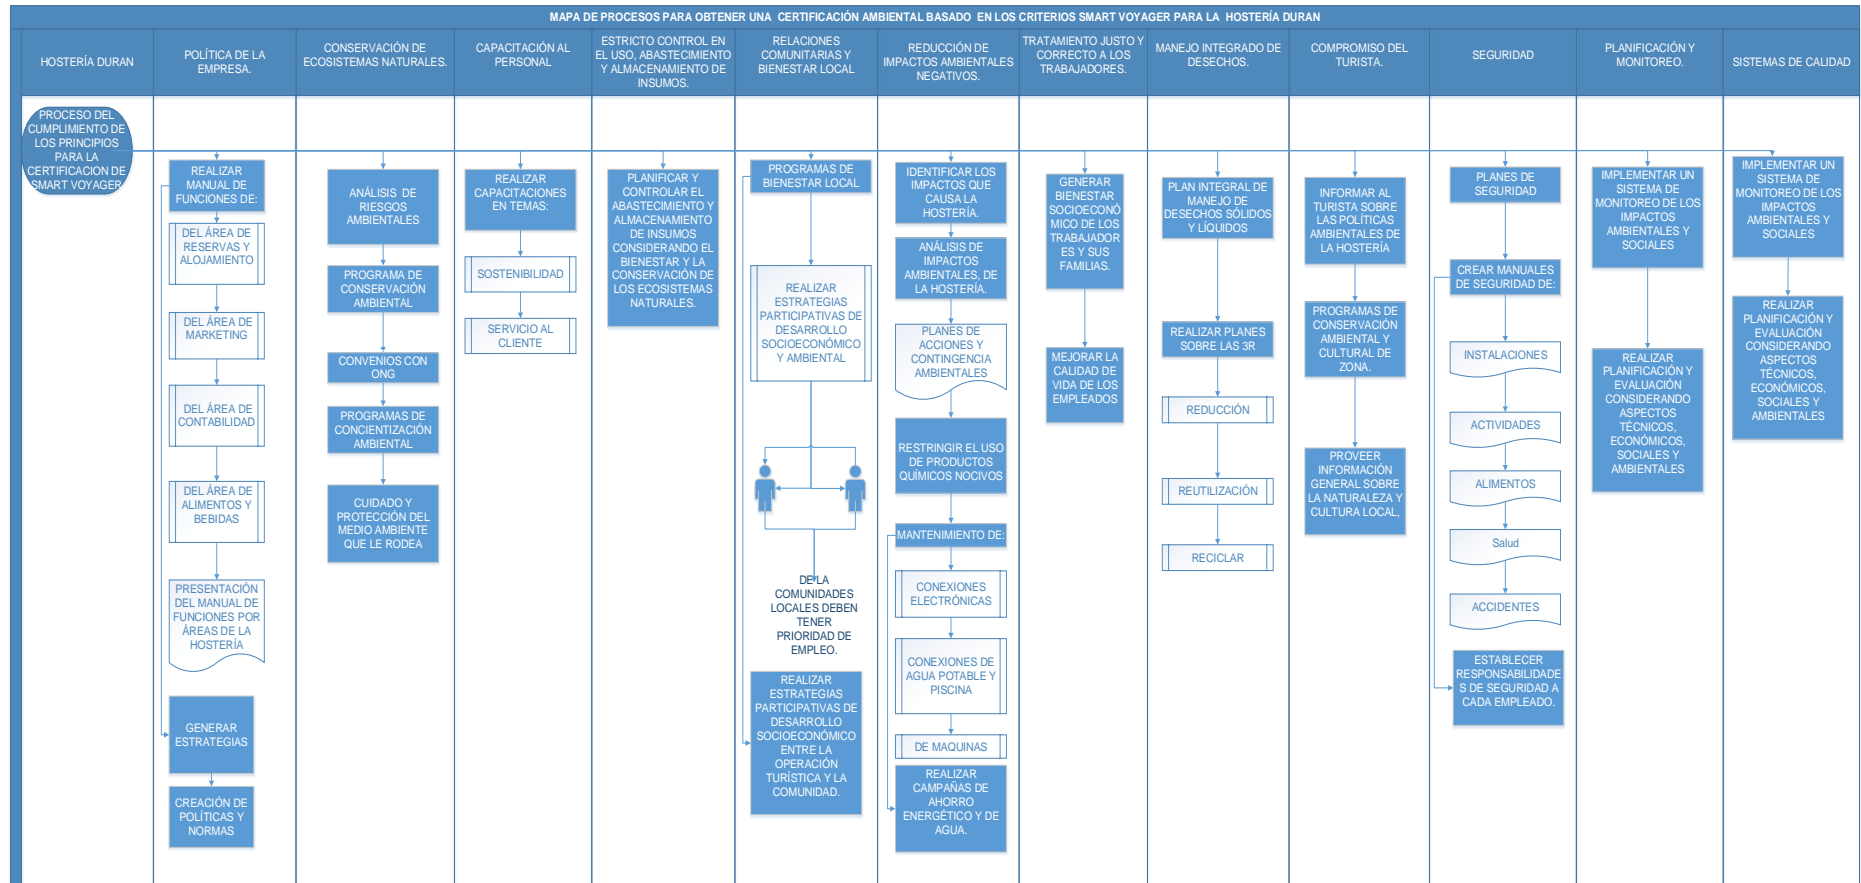 MAPA DE PROCESOS PARA OBTENER UNA CERTIFICACIÓN AMBIENTAL BASADO EN LOS CRITERIOS SMART VOYAGER PARA LA HOSTERÍA DURAN
HOSTERÍA DURAN
POLÍTICA DE LA
EMPRESA.
CONSERVACIÓN DE
ECOSISTEMAS NATURALES.
CAPACITACIÓN AL
PERSONAL
ESTRICTO CONTROL EN
EL USO, ABASTECIMIENTO
Y ALMACENAMIENTO DE
INSUMOS.
RELACIONES
COMUNITARIAS Y
BIENESTAR LOCAL
REDUCCIÓN DE
IMPACTOS AMBIENTALES
NEGATIVOS.
TRATAMIENTO JUSTO Y
CORRECTO A LOS
TRABAJADORES.
MANEJO INTEGRADO DE
DESECHOS.
COMPROMISO DEL
TURISTA.
SEGURIDAD
PLANIFICACIÓN Y
MONITOREO.
SISTEMAS DE CALIDAD
PROCESO DEL
CUMPLIMIENTO DE
LOS PRINCIPIOS
PARA LA
CERTIFICACION DE
SMART VOYAGER
REALIZAR
MANUAL DE
FUNCIONES DE:
DEL ÁREA DE
RESERVAS Y
ALOJAMIENTO
DEL ÁREA DE
MARKETING
DEL ÁREA DE
CONTABILIDAD
DEL ÁREA DE
ALIMENTOS Y
BEBIDAS
PRESENTACIÓN
DEL MANUAL DE
FUNCIONES POR
ÁREAS DE LA
HOSTERÍA
GENERAR
ESTRATEGIAS
CREACIÓN DE
POLÍTICAS Y
NORMAS
ANÁLISIS DE
RIESGOS
AMBIENTALES
PROGRAMA DE
CONSERVACIÓN
AMBIENTAL
CONVENIOS CON
ONG
PROGRAMAS DE
CONCIENTIZACIÓN
AMBIENTAL
CUIDADO Y
PROTECCIÓN DEL
MEDIO AMBIENTE
QUE LE RODEA
REALIZAR
CAPACITACIONES
EN TEMAS:
SOSTENIBILIDAD
SERVICIO AL
CLIENTE
PLANIFICAR Y
CONTROLAR EL
ABASTECIMIENTO Y
ALMACENAMIENTO
DE INSUMOS
CONSIDERANDO EL
BIENESTAR Y LA
CONSERVACIÓN DE
LOS ECOSISTEMAS
NATURALES.
PROGRAMAS DE
BIENESTAR LOCAL
REALIZAR
ESTRATEGIAS
PARTICIPATIVAS DE
DESARROLLO
SOCIOECONÓMICO
Y AMBIENTAL
DE LA
COMUNIDADES
LOCALES DEBEN
TENER
PRIORIDAD DE
EMPLEO.
REALIZAR
ESTRATEGIAS
PARTICIPATIVAS DE
DESARROLLO
SOCIOECONÓMICO
ENTRE LA
OPERACIÓN
TURÍSTICA Y LA
COMUNIDAD.
IDENTIFICAR LOS
IMPACTOS QUE
CAUSA LA
HOSTERÍA.
ANÁLISIS DE
IMPACTOS
AMBIENTALES, DE
LA HOSTERÍA.
PLANES DE
ACCIONES Y
CONTINGENCIA
AMBIENTALES
RESTRINGIR EL USO
DE PRODUCTOS
QUÍMICOS NOCIVOS
MANTENIMIENTO DE:
CONEXIONES
ELECTRÓNICAS
CONEXIONES DE
AGUA POTABLE Y
PISCINA
DE MAQUINAS
REALIZAR
CAMPAÑAS DE
AHORRO
ENERGÉTICO Y DE
AGUA.
GENERAR
BIENESTAR
SOCIOECONÓ
MICO DE LOS
TRABAJADOR
ES Y SUS
FAMILIAS.
MEJORAR LA
CALIDAD DE
VIDA DE LOS
EMPLEADOS
PLAN INTEGRAL DE
MANEJO DE
DESECHOS SÓLIDOS
Y LÍQUIDOS
REALIZAR PLANES
SOBRE LAS 3R
REDUCCIÓN
REUTILIZACIÓN
RECICLAR
INFORMAR AL
TURISTA SOBRE
LAS POLÍTICAS
AMBIENTALES DE
LA HOSTERÍA
PROGRAMAS DE
CONSERVACIÓN
AMBIENTAL Y
CULTURAL DE
ZONA.
PROVEER
INFORMACIÓN
GENERAL SOBRE
LA NATURALEZA Y
CULTURA LOCAL,
PLANES DE
SEGURIDAD
CREAR MANUALES
DE SEGURIDAD DE:
INSTALACIONES
ACTIVIDADES
ALIMENTOS
Salud
ACCIDENTES
ESTABLECER
RESPONSABILIDADE
S DE SEGURIDAD A
CADA EMPLEADO.
IMPLEMENTAR UN
SISTEMA DE
MONITOREO DE LOS
IMPACTOS
AMBIENTALES Y
SOCIALES
REALIZAR
PLANIFICACIÓN Y
EVALUACIÓN
CONSIDERANDO
ASPECTOS
TÉCNICOS,
ECONÓMICOS,
SOCIALES Y
AMBIENTALES
IMPLEMENTAR UN
SISTEMA DE
MONITOREO DE LOS
IMPACTOS
AMBIENTALES Y
SOCIALES
REALIZAR
PLANIFICACIÓN Y
EVALUACIÓN
CONSIDERANDO
ASPECTOS
TÉCNICOS,
ECONÓMICOS,
SOCIALES Y
AMBIENTALES